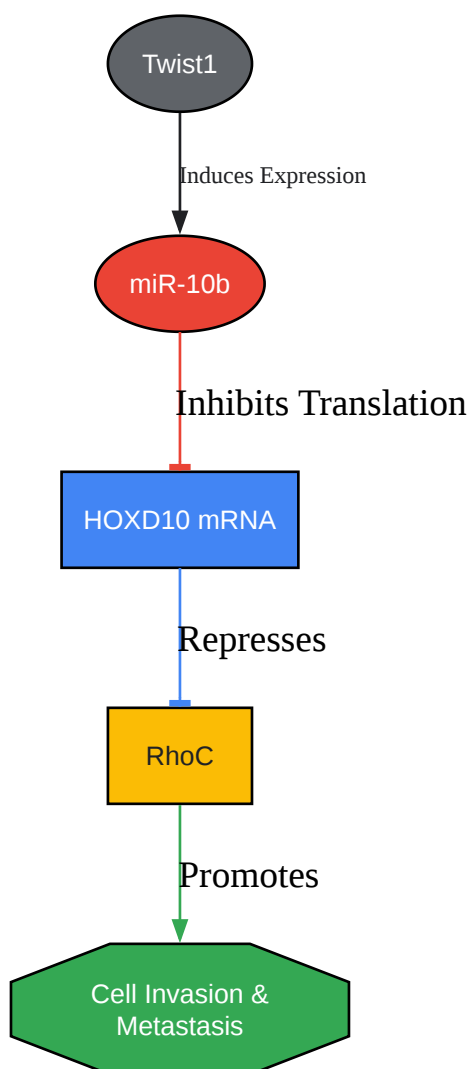 Twist1
Induces Expression
miR-10b
Inhibits Translation
HOXD10 mRNA
Represses
RhoC
Promotes
Cell Invasion &
Metastasis